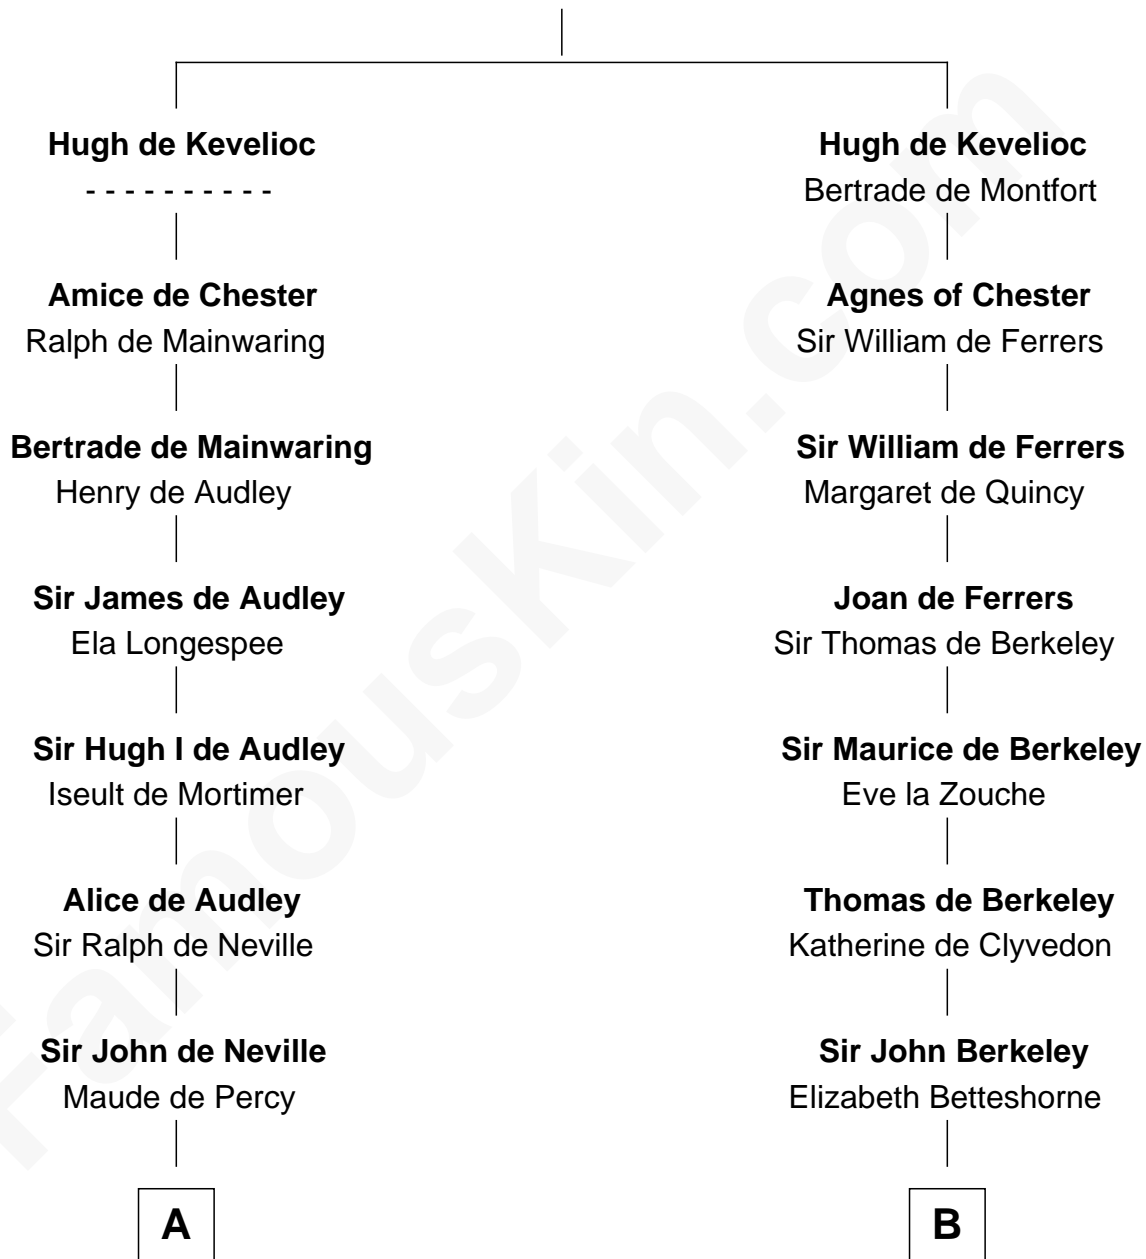 Hugh de Kevelioc
- - - - - - - - - -
Amice de Chester
Ralph de Mainwaring
Bertrade de Mainwaring
Henry de Audley
Sir James de Audley
Ela Longespee
Sir Hugh I de Audley
Iseult de Mortimer
Alice de Audley
Sir Ralph de Neville
Sir John de Neville
Maude de Percy
A
Hugh de Kevelioc
Bertrade de Montfort
Agnes of Chester
Sir William de Ferrers
Sir William de Ferrers
Margaret de Quincy
Joan de Ferrers
Sir Thomas de Berkeley
Sir Maurice de Berkeley
Eve la Zouche
Thomas de Berkeley
Katherine de Clyvedon
Sir John Berkeley
Elizabeth Betteshorne
B
FamousKin.com